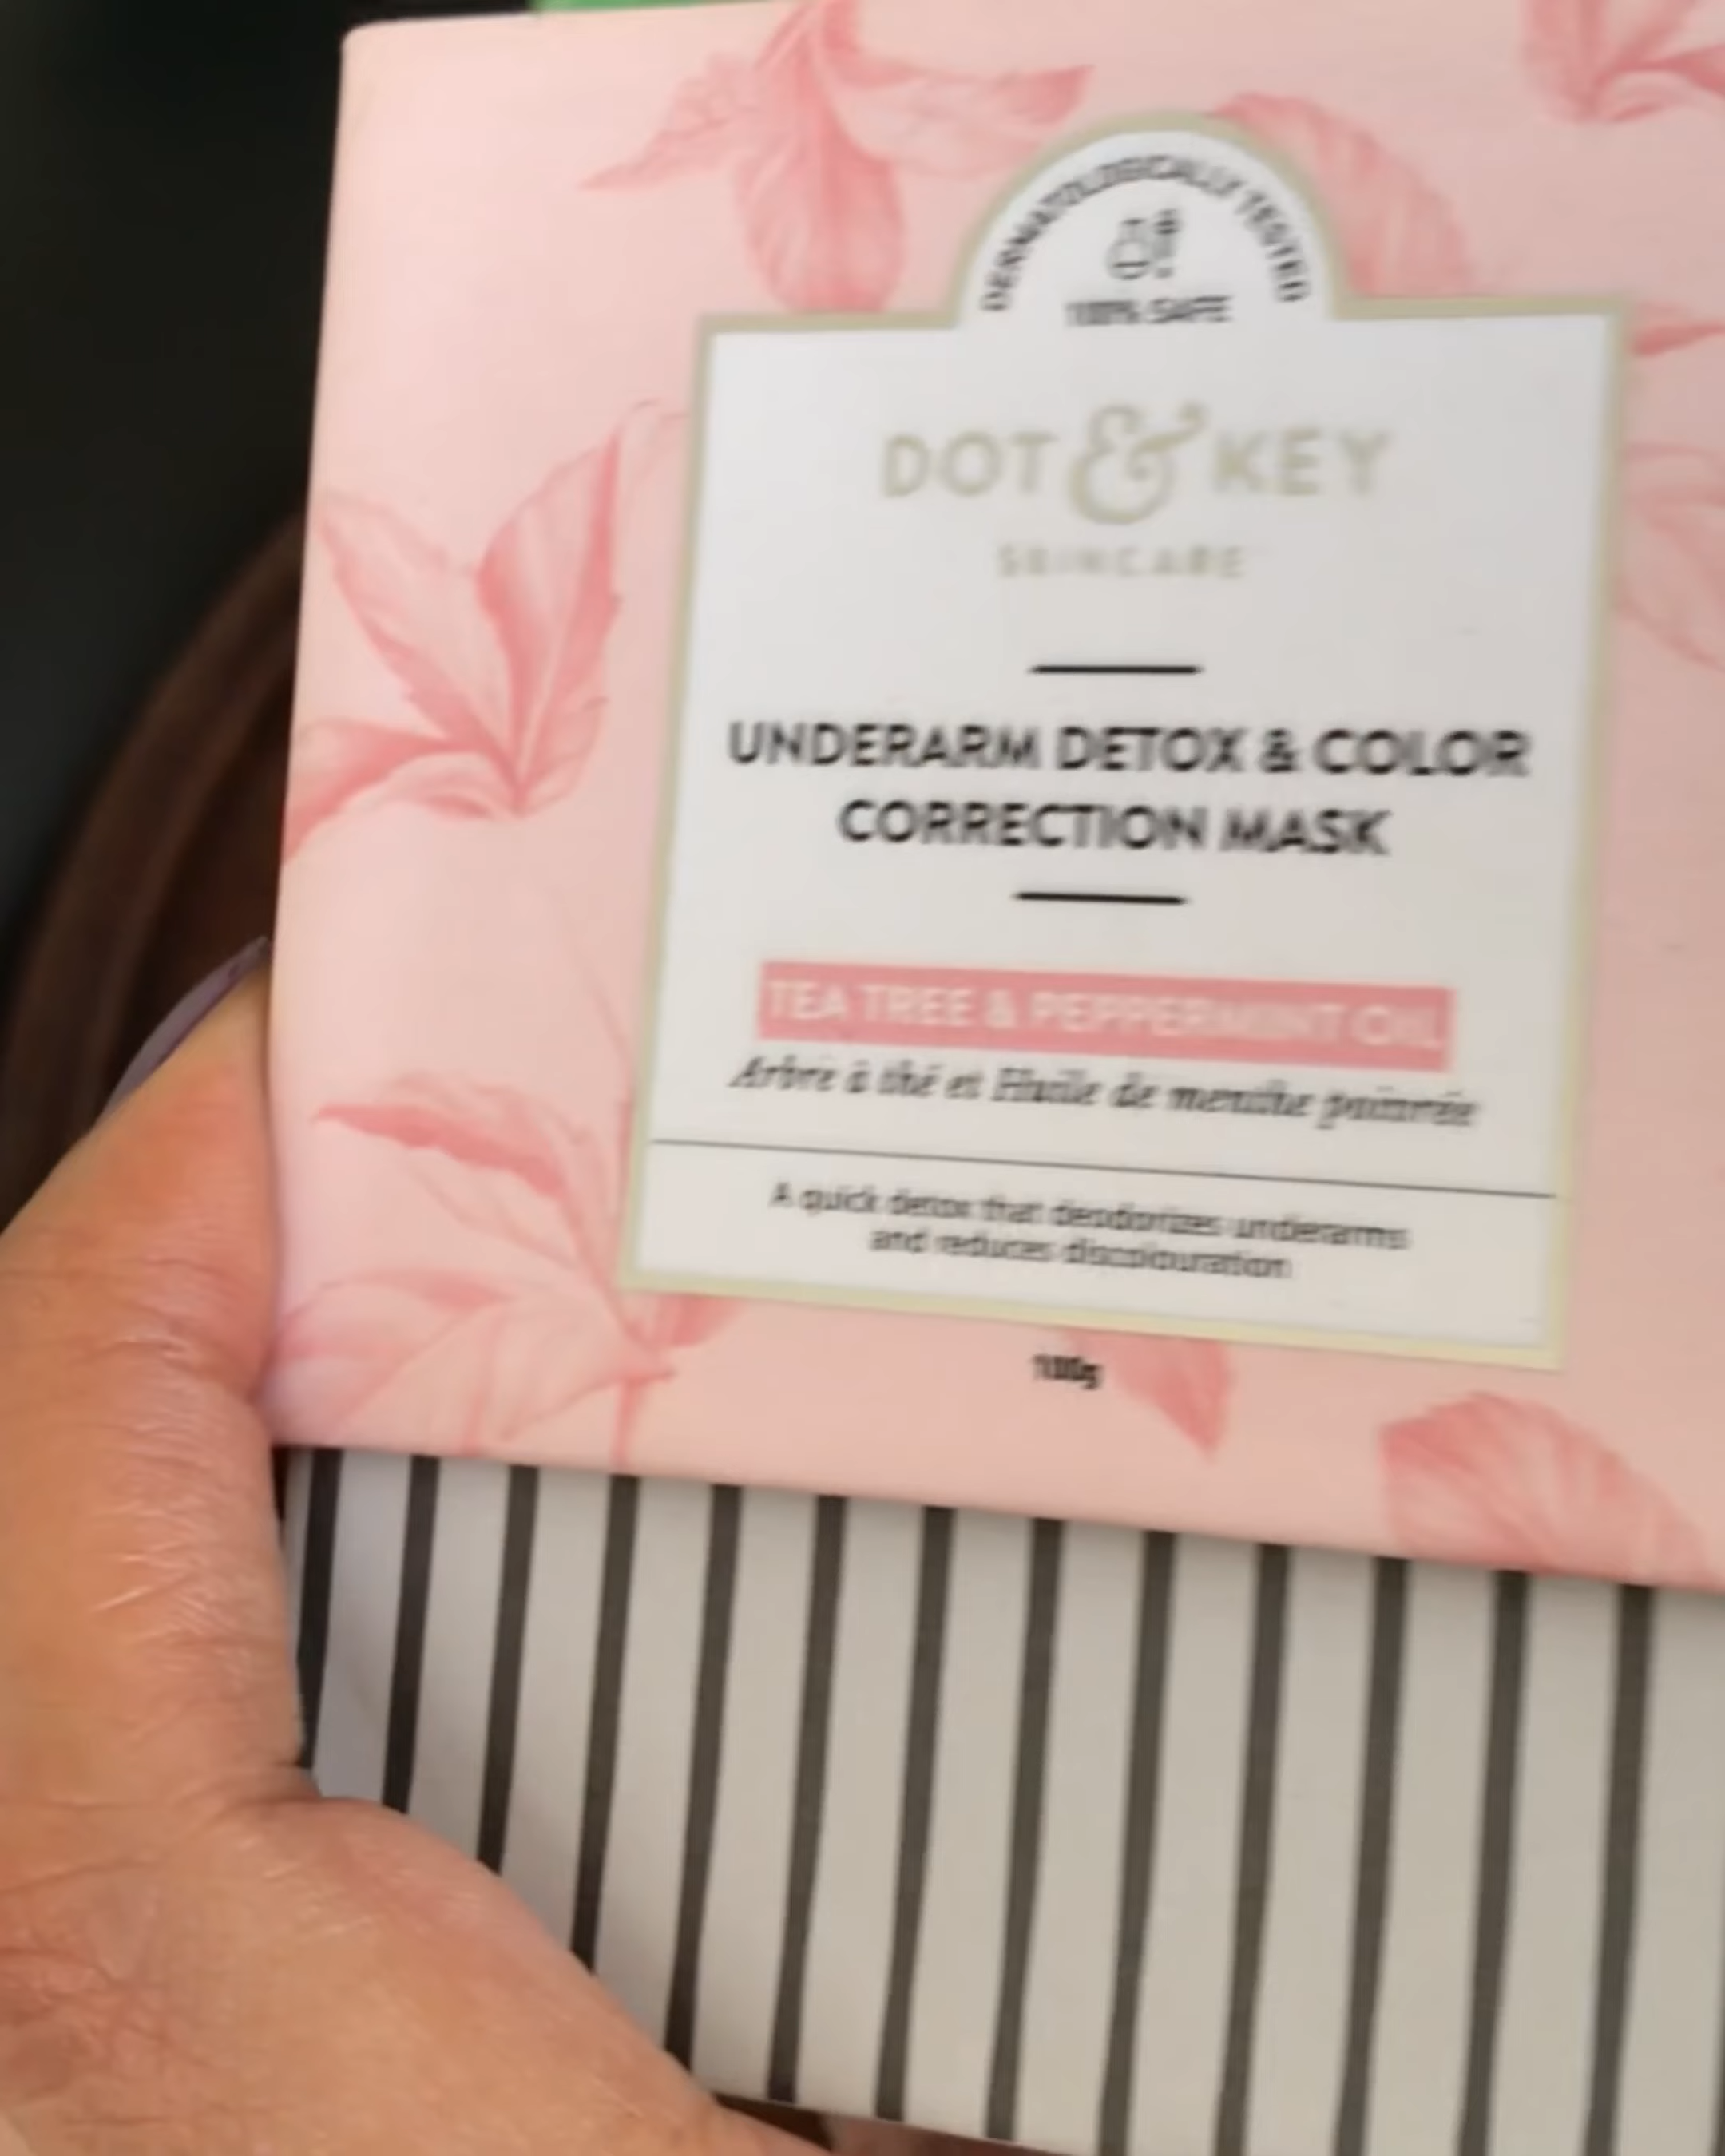 DERMATOLOGICALLY TESTED
100% SAFE
DOT & KEY
SKINCARE
UNDERARM DETOX & COLOR
CORRECTION MASK
TEA TREE & PEPPERMINT OIL
Arbre à thé et Huile de menthe poivrée
A quick detox that deodorizes underarms
and reduces discolouration
100g